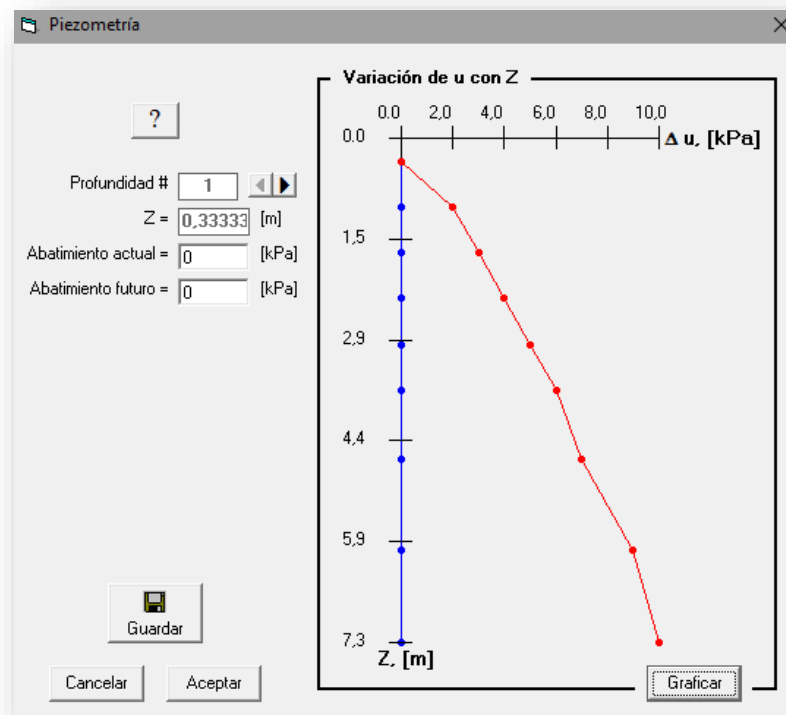 Piezometría
?
Profundidad # 1
Z = 0,33333 [m]
Abatimiento actual = 0 [kPa]
Abatimiento futuro = 0 [kPa]
Guardar
Cancelar
Aceptar
Variación de u con Z
0.0 2,0 4,0 6,0 8,0 10,0
0.0
Δ u, [kPa]
1,5
2,9
4,4
5,9
7,3
Z, [m]
Graficar